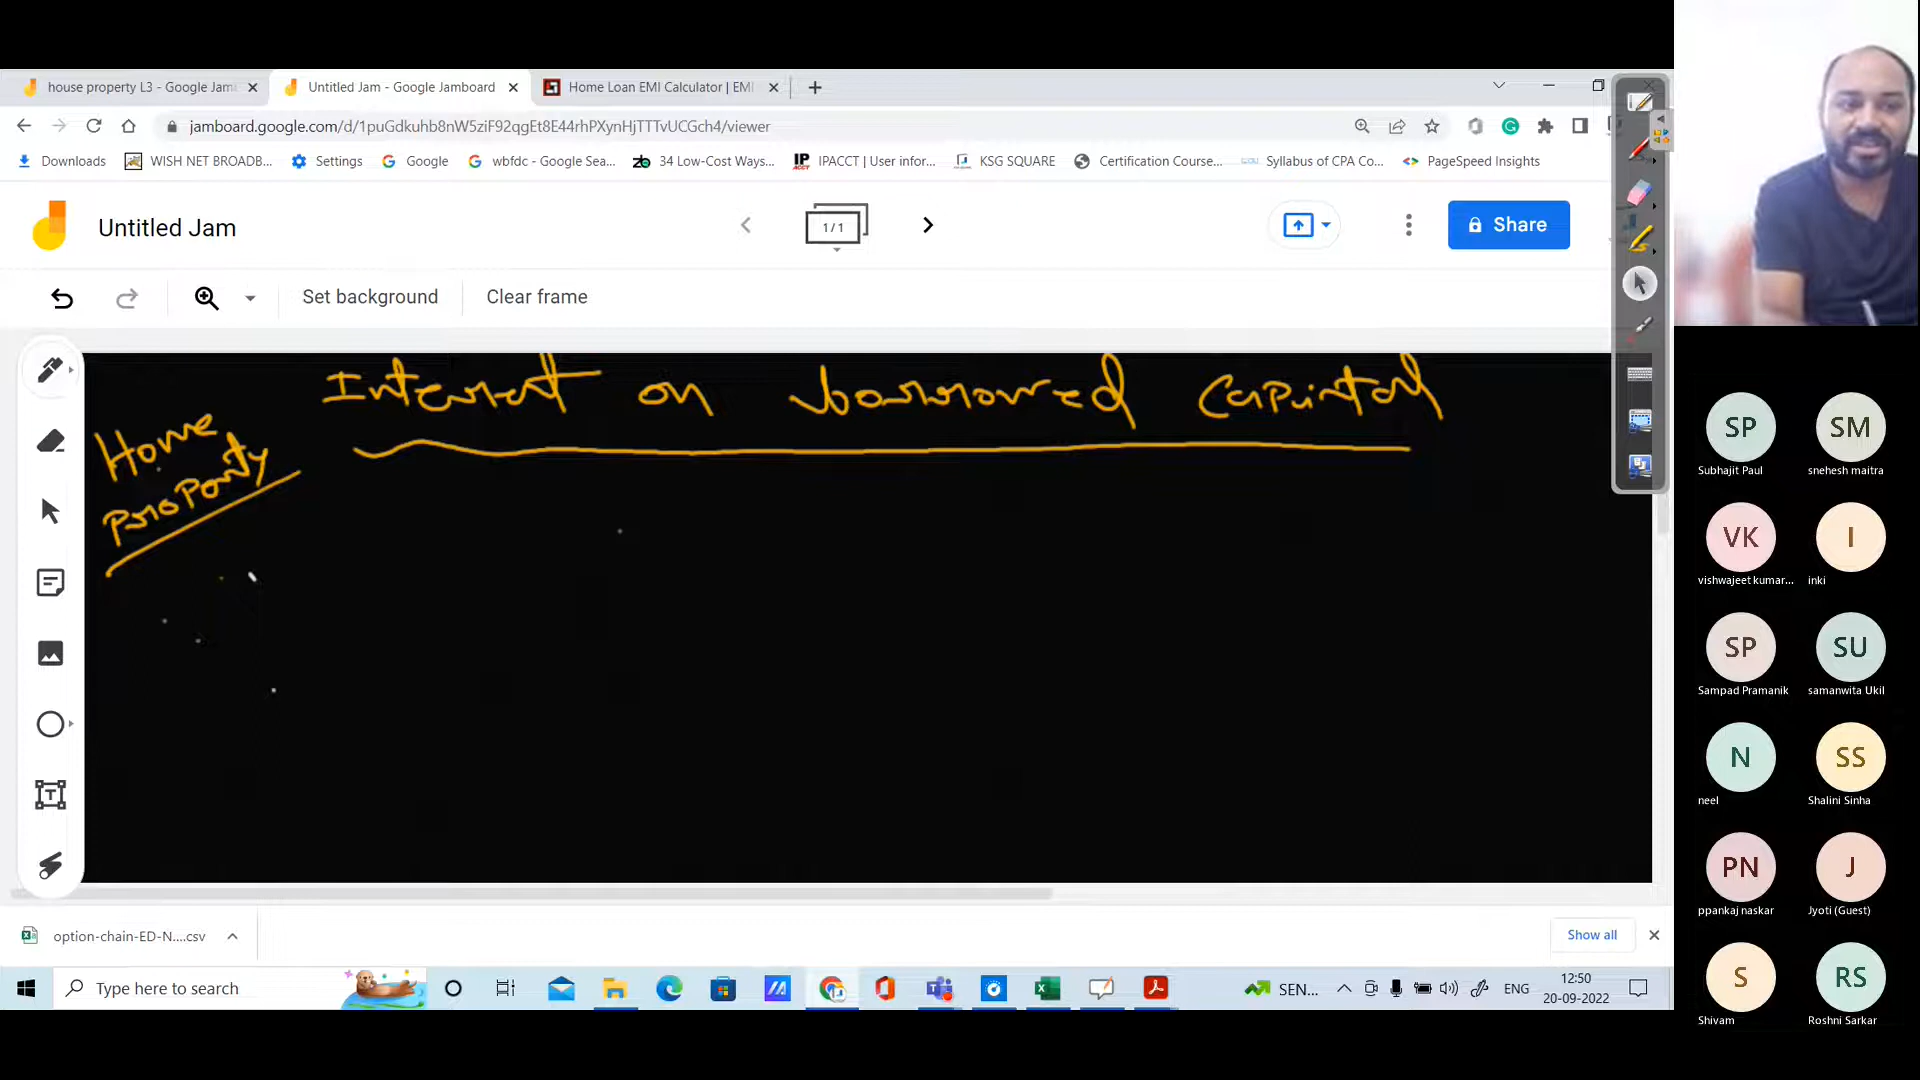 house property L3 - Google Jam
Untitled Jam - Google Jamboard
Home Loan EMI Calculator | EMI
jamboard.google.com/d/1puGdkuhb8nW5ziF92qgEt8E44rhPXynHjTTTvUCGch4/viewer
Downloads
WISH NET BROADB...
Settings
Google
wbfdc - Google Sea...
34 Low-Cost Ways...
IPACCT | User infor...
KSG SQUARE
Certification Course...
Syllabus of CPA Co...
PageSpeed Insights
Untitled Jam
1 / 1
Share
Set background
Clear frame
Interest on borrowed capital
Home
property
option-chain-ED-N....csv
Show all
Type here to search
SEN...
ENG
12:50
20-09-2022
SP
Subhajit Paul
SM
snehesh maitra
VK
vishwajeet kumar...
I
inki
SP
Sampad Pramanik
SU
samanwita Ukil
N
neel
SS
Shalini Sinha
PN
ppankaj naskar
J
Jyoti (Guest)
S
Shivam
RS
Roshni Sarkar